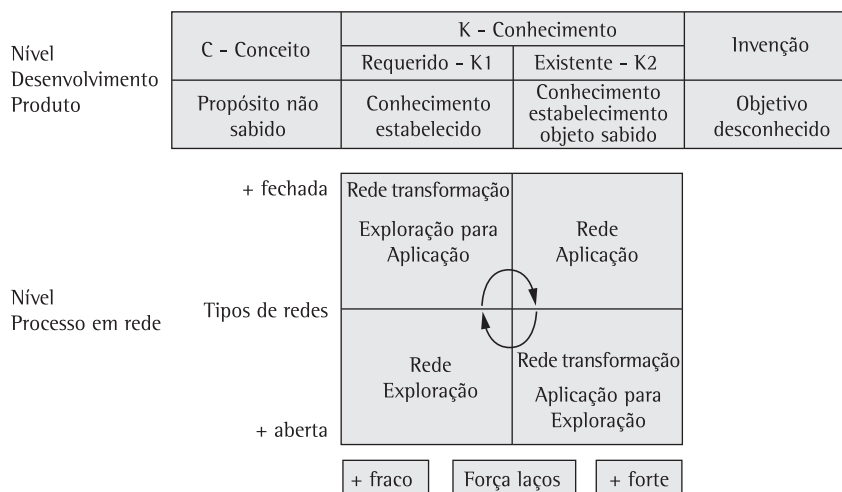 Nível
Desenvolvimento
Produto
C - Conceito
K - Conhecimento
Requerido - K1
Existente - K2
Invenção
Propósito não
sabido
Conhecimento
estabelecido
Conhecimento
estabelecimento
objeto sabido
Objetivo
desconhecido
+ fechada
Rede transformação
Exploração para
Aplicação
Rede
Aplicação
Nível
Processo em rede
Tipos de redes
Rede
Exploração
Rede transformação
Aplicação para
Exploração
+ aberta
+ fraco
Força laços
+ forte